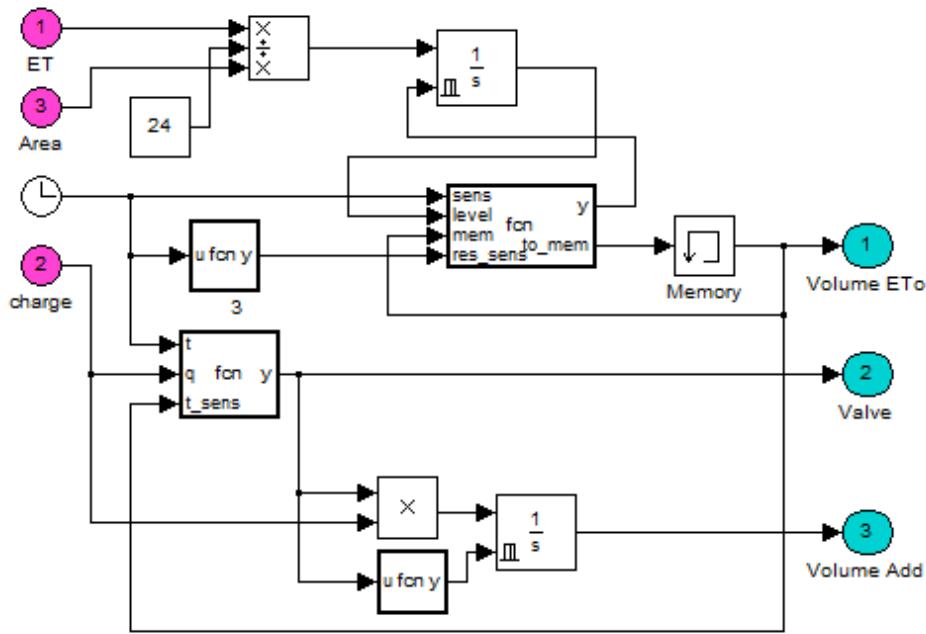 1
ET
3
Area
2
charge
×
÷
×
24
1
s
sens
level
mem
res_sens
fcn
y
to_mem
u fcn y
3
Memory
t
q
t_sens
fcn
y
×
u fcn y
1
s
1
Volume ETo
2
Valve
3
Volume Add